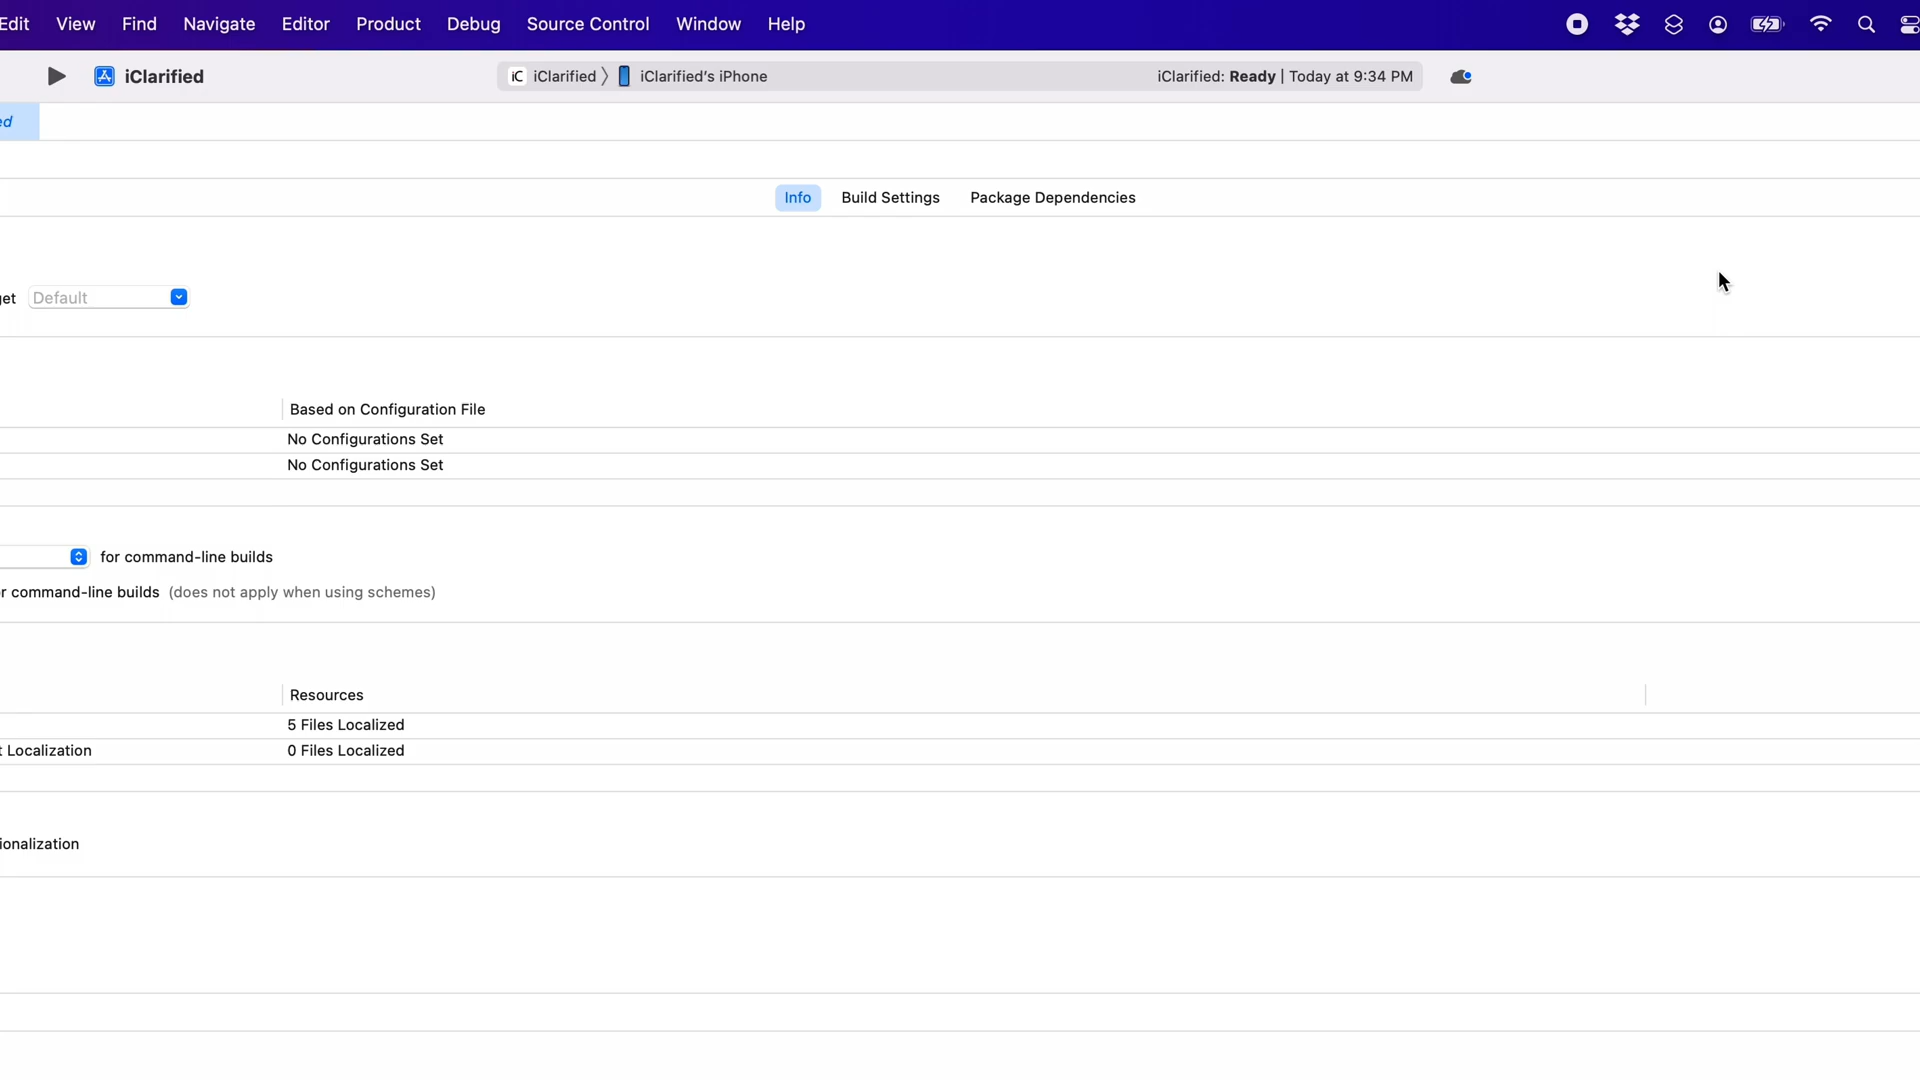 Edit View Find Navigate Editor Product Debug Source Control Window Help
iClarified iC iClarified 〉 iClarified's iPhone iClarified: Ready | Today at 9:34 PM
ed
Info Build Settings Package Dependencies
get Default
Based on Configuration File
No Configurations Set
No Configurations Set
for command-line builds
r command-line builds (does not apply when using schemes)
Resources
5 Files Localized
t Localization 0 Files Localized
ionalization